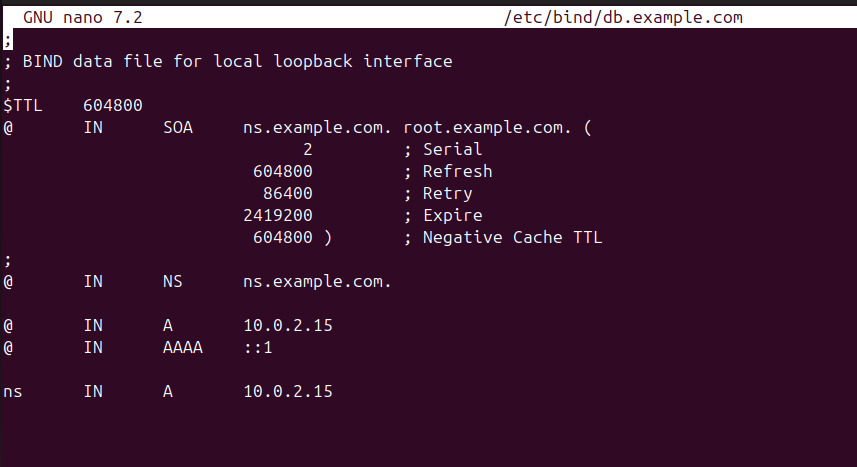 GNU nano 7.2 /etc/bind/db.example.com
;
; BIND data file for local loopback interface
;
$TTL 604800
@ IN SOA ns.example.com. root.example.com. (
2 ; Serial
604800 ; Refresh
86400 ; Retry
2419200 ; Expire
604800 ) ; Negative Cache TTL
;
@ IN NS ns.example.com.
@ IN A 10.0.2.15
@ IN AAAA ::1
ns IN A 10.0.2.15